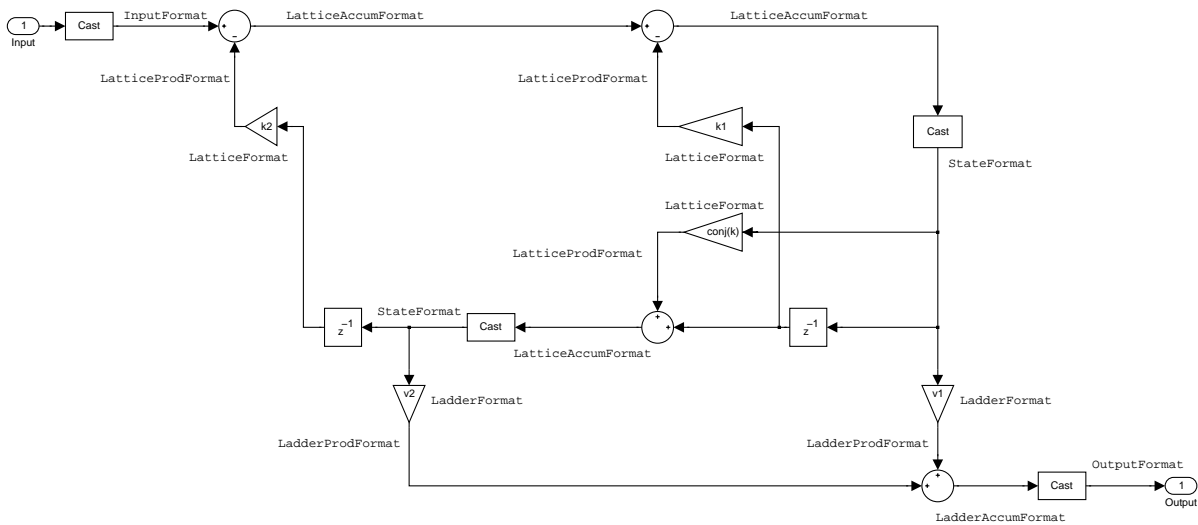 InputFormat
LatticeAccumFormat
LatticeAccumFormat
1
Cast
+
−
+
−
Input
LatticeProdFormat
LatticeProdFormat
k2
k1
Cast
LatticeFormat
LatticeFormat
StateFormat
LatticeFormat
conj(k)
LatticeProdFormat
StateFormat
z−1
Cast
+
+
z−1
LatticeAccumFormat
v2
v1
LadderFormat
LadderFormat
LadderProdFormat
LadderProdFormat
OutputFormat
+
+
Cast
1
Output
LadderAccumFormat